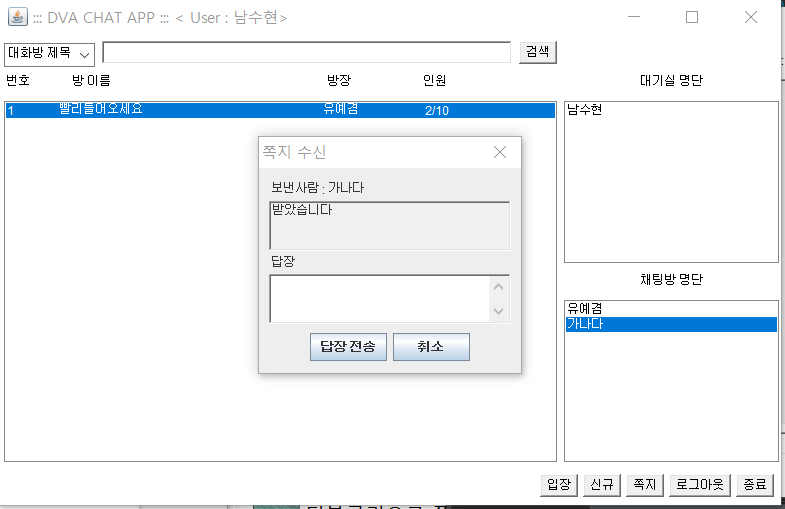 ::: DVA CHAT APP ::: < User : 남수현>
대화방 제목 검색
번호 방 이름 방장 인원 대기실 명단
1 빨리들어오세요 유예겸 2/10
남수현
쪽지 수신
보낸사람 : 가나다
받았습니다
답장
답장 전송 취소
채팅방 명단
유예겸
가나다
입장 신규 쪽지 로그아웃 종료